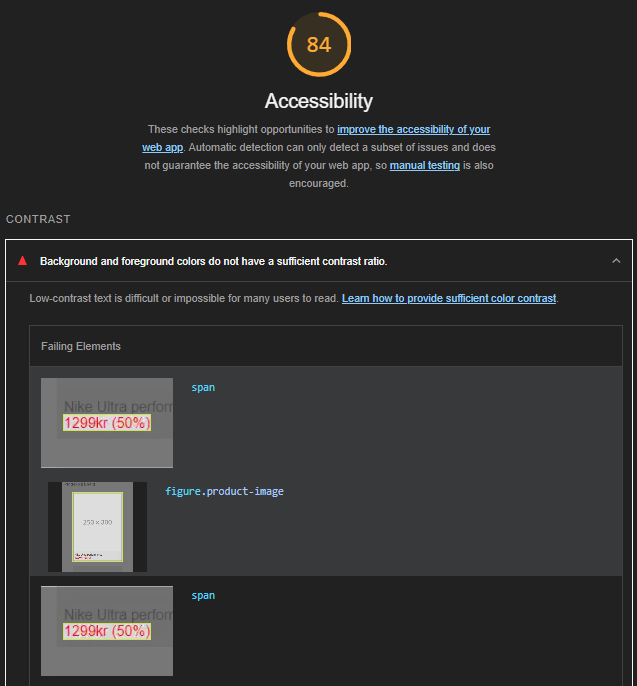 84
Accessibility
These checks highlight opportunities to improve the accessibility of your
web app. Automatic detection can only detect a subset of issues and does
not guarantee the accessibility of your web app, so manual testing is also
encouraged.
CONTRAST
Background and foreground colors do not have a sufficient contrast ratio.
Low-contrast text is difficult or impossible for many users to read. Learn how to provide sufficient color contrast.
Failing Elements
span
Nike Ultra perform
1299kr (50%)
figure.product-image
250 × 300
span
Nike Ultra perform
1299kr (50%)